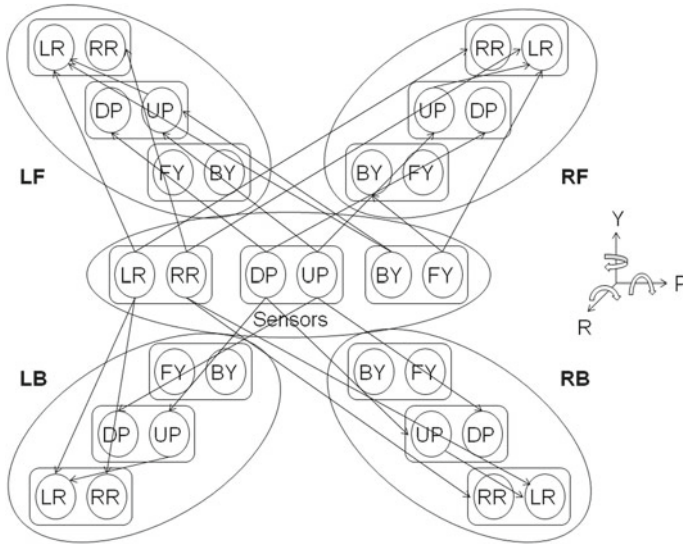 LR RR
RR LR
DP UP
UP DP
FY BY
BY FY
LF
RF
LR RR DP UP BY FY
Sensors
Y
P
R
LB
FY BY
BY FY
RB
DP UP
UP DP
LR RR
RR LR